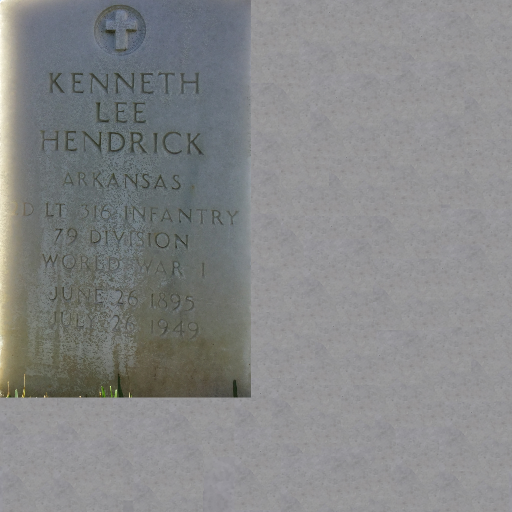 KENNETH
LEE
HENDRICK
ARKANSAS
D LT 316 INFANTRY
79 DIVISION
WORLD WAR I
JUNE 26 1895
JULY 26 1949